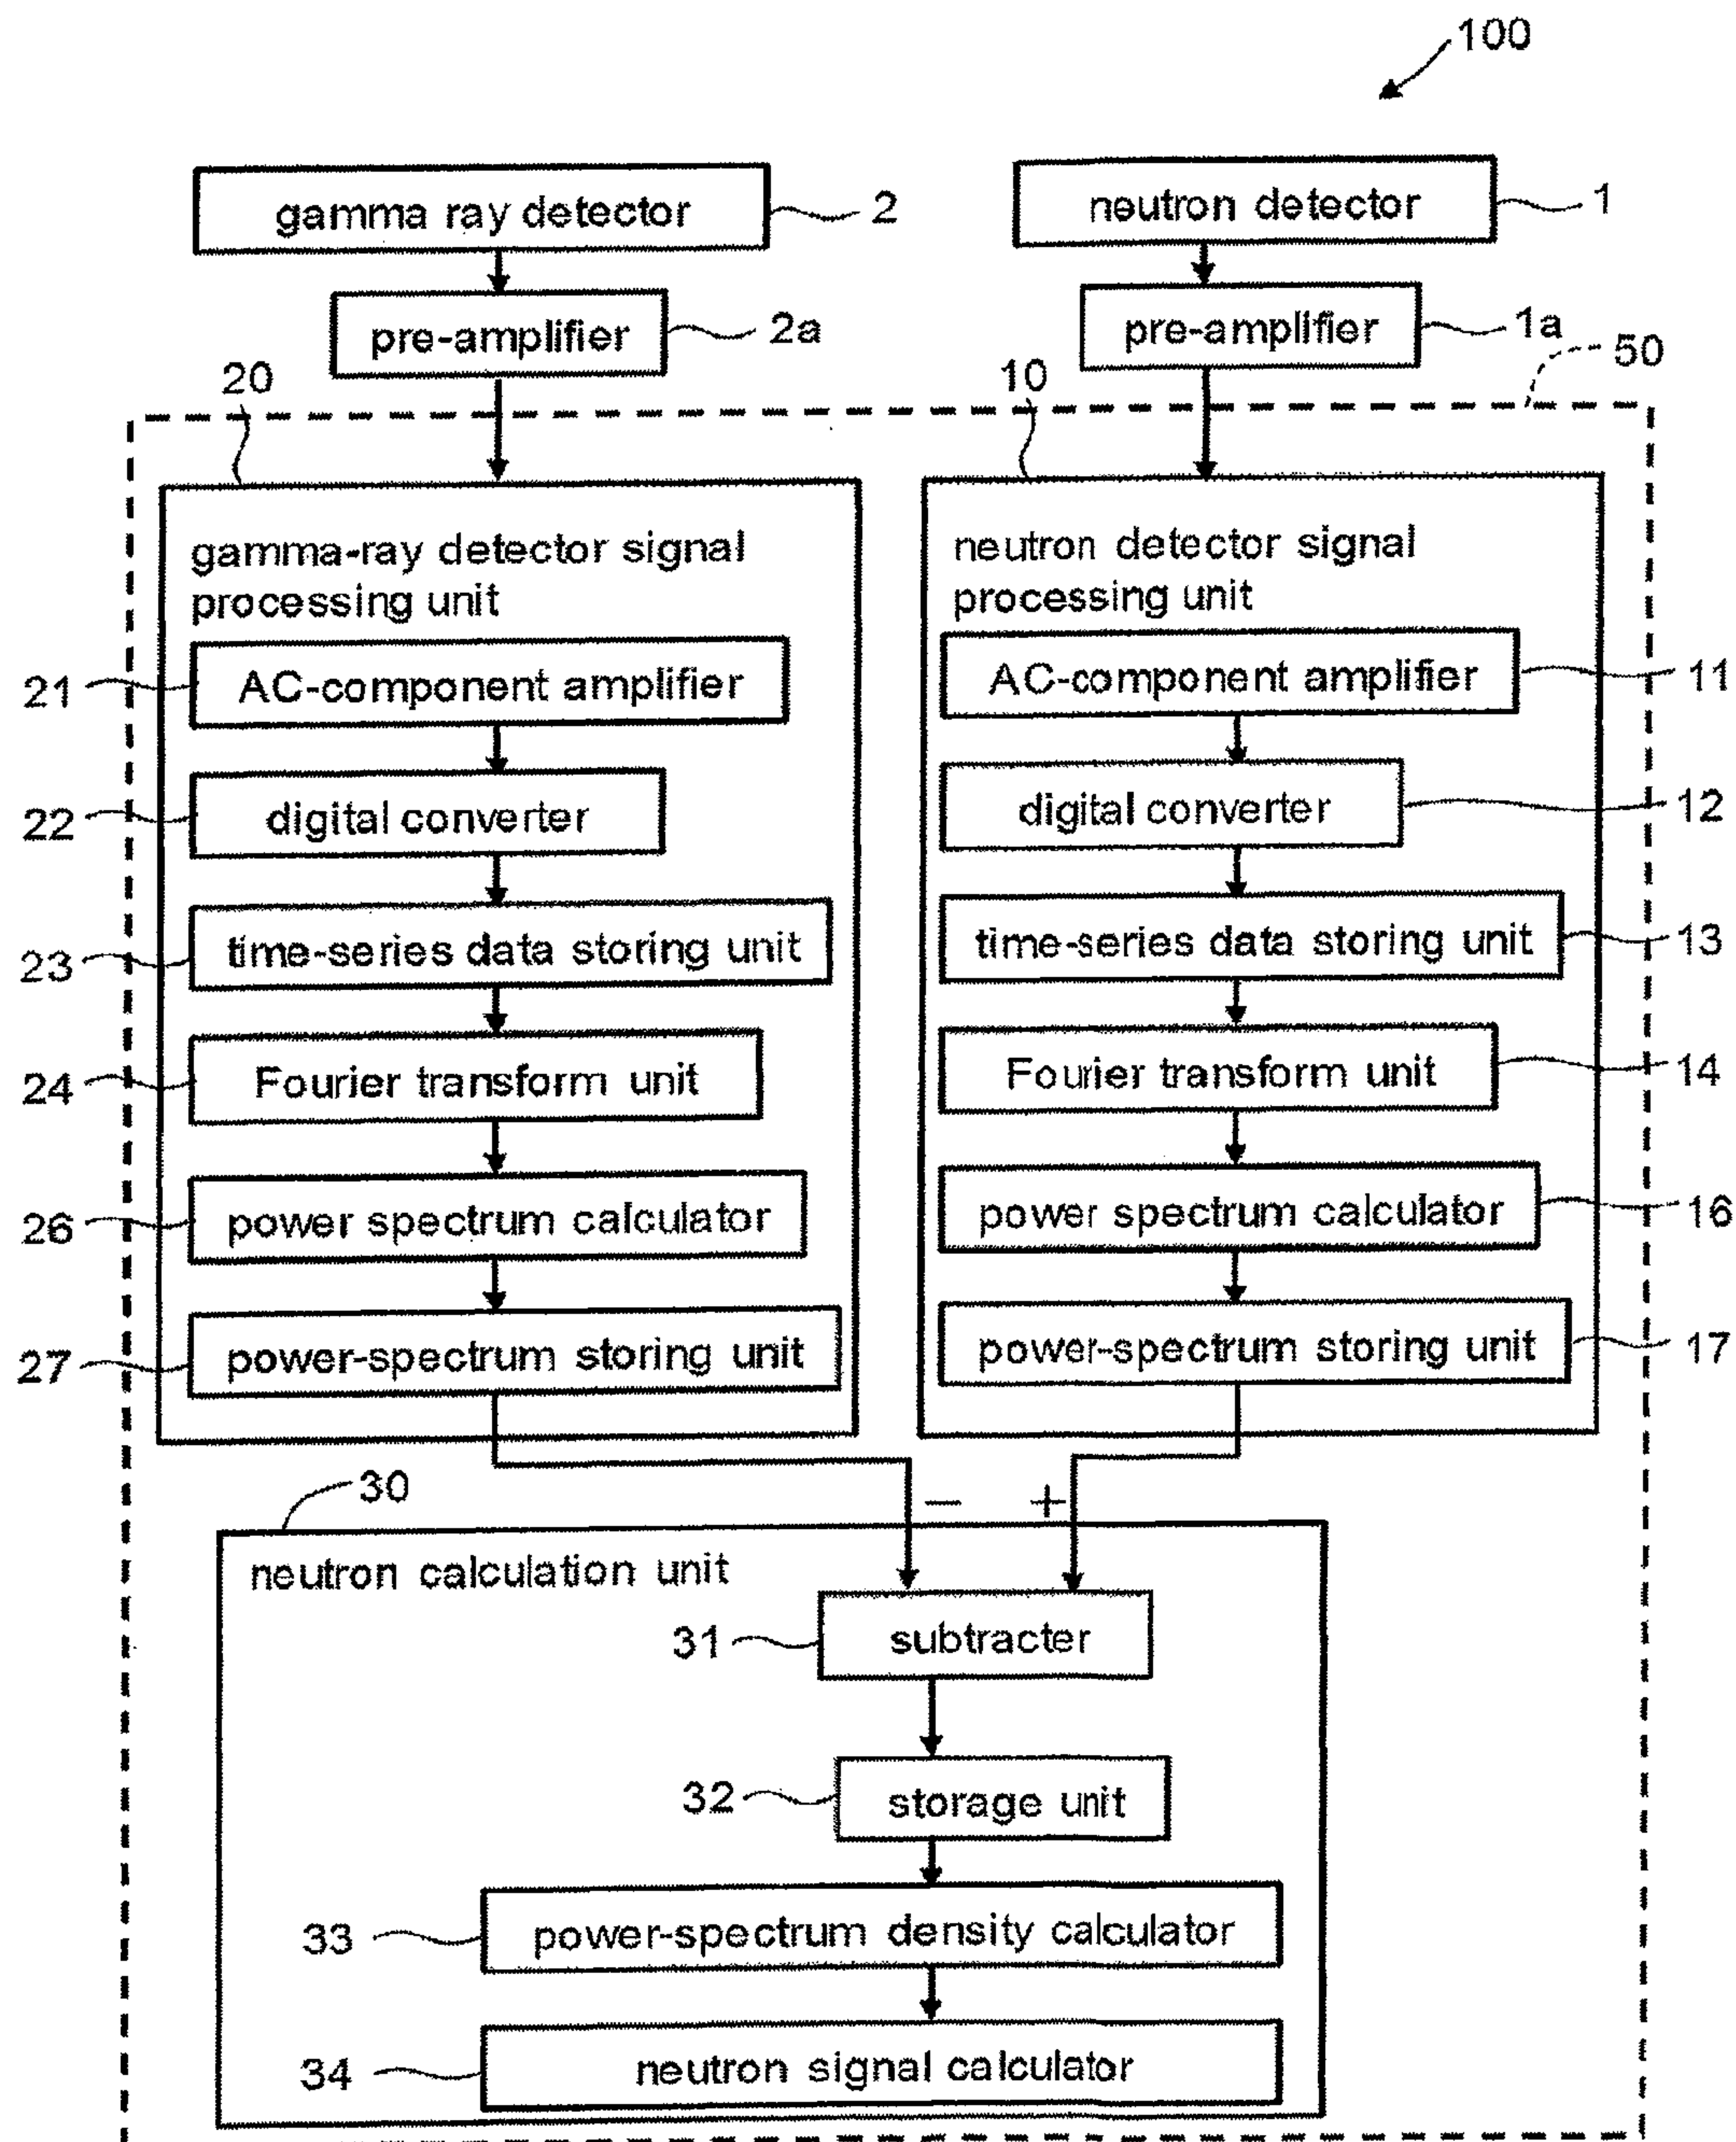 100
gamma ray detector
2
neutron detector
1
pre-amplifier
2a
pre-amplifier
1a
50
20
10
gamma-ray detector signal
processing unit
neutron detector signal
processing unit
21
AC-component amplifier
AC-component amplifier
11
22
digital converter
digital converter
12
23
time-series data storing unit
time-series data storing unit
13
24
Fourier transform unit
Fourier transform unit
14
26
power spectrum calculator
power spectrum calculator
16
27
power-spectrum storing unit
power-spectrum storing unit
17
30
− +
neutron calculation unit
31
subtracter
32
storage unit
33
power-spectrum density calculator
34
neutron signal calculator